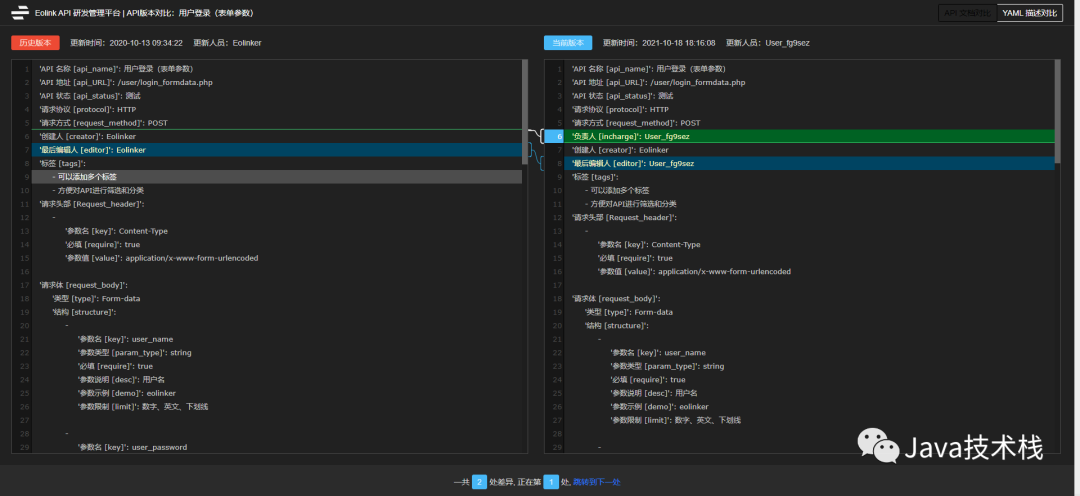 Eolink API 研发管理平台 | API版本对比：用户登录（表单参数）
API 文档对比 YAML 描述对比
历史版本 更新时间：2020-10-13 09:34:22 更新人员：Eolinker
1 'API 名称 [api_name]': 用户登录（表单参数）
2 'API 地址 [api_URL]': /user/login_formdata.php
3 'API 状态 [api_status]': 测试
4 '请求协议 [protocol]': HTTP
5 '请求方式 [request_method]': POST
6 '创建人 [creator]': Eolinker
7 '最后编辑人 [editor]': Eolinker
8 '标签 [tags]':
9 - 可以添加多个标签
10 - 方便对API进行筛选和分类
11 '请求头部 [Request_header]':
12 -
13 '参数名 [key]': Content-Type
14 '必填 [require]': true
15 '参数值 [value]': application/x-www-form-urlencoded
16
17 '请求体 [request_body]':
18 '类型 [type]': Form-data
19 '结构 [structure]':
20 -
21 '参数名 [key]': user_name
22 '参数类型 [param_type]': string
23 '必填 [require]': true
24 '参数说明 [desc]': 用户名
25 '参数示例 [demo]': eolinker
26 '参数限制 [limit]': 数字、英文、下划线
27
28 -
29 '参数名 [key]': user_password
当前版本 更新时间：2021-10-18 18:16:08 更新人员：User_fg9sez
1 'API 名称 [api_name]': 用户登录（表单参数）
2 'API 地址 [api_URL]': /user/login_formdata.php
3 'API 状态 [api_status]': 测试
4 '请求协议 [protocol]': HTTP
5 '请求方式 [request_method]': POST
6 '负责人 [incharge]': User_fg9sez
7 '创建人 [creator]': Eolinker
8 '最后编辑人 [editor]': User_fg9sez
9 '标签 [tags]':
10 - 可以添加多个标签
11 - 方便对API进行筛选和分类
12 '请求头部 [Request_header]':
13 -
14 '参数名 [key]': Content-Type
15 '必填 [require]': true
16 '参数值 [value]': application/x-www-form-urlencoded
17
18 '请求体 [request_body]':
19 '类型 [type]': Form-data
20 '结构 [structure]':
21 -
22 '参数名 [key]': user_name
23 '参数类型 [param_type]': string
24 '必填 [require]': true
25 '参数说明 [desc]': 用户名
26 '参数示例 [demo]': eolinker
27 '参数限制 [limit]': 数字、英文、下划线
28
29 -
Java技术栈
一共 2 处差异, 正在第 1 处, 跳转到下一处